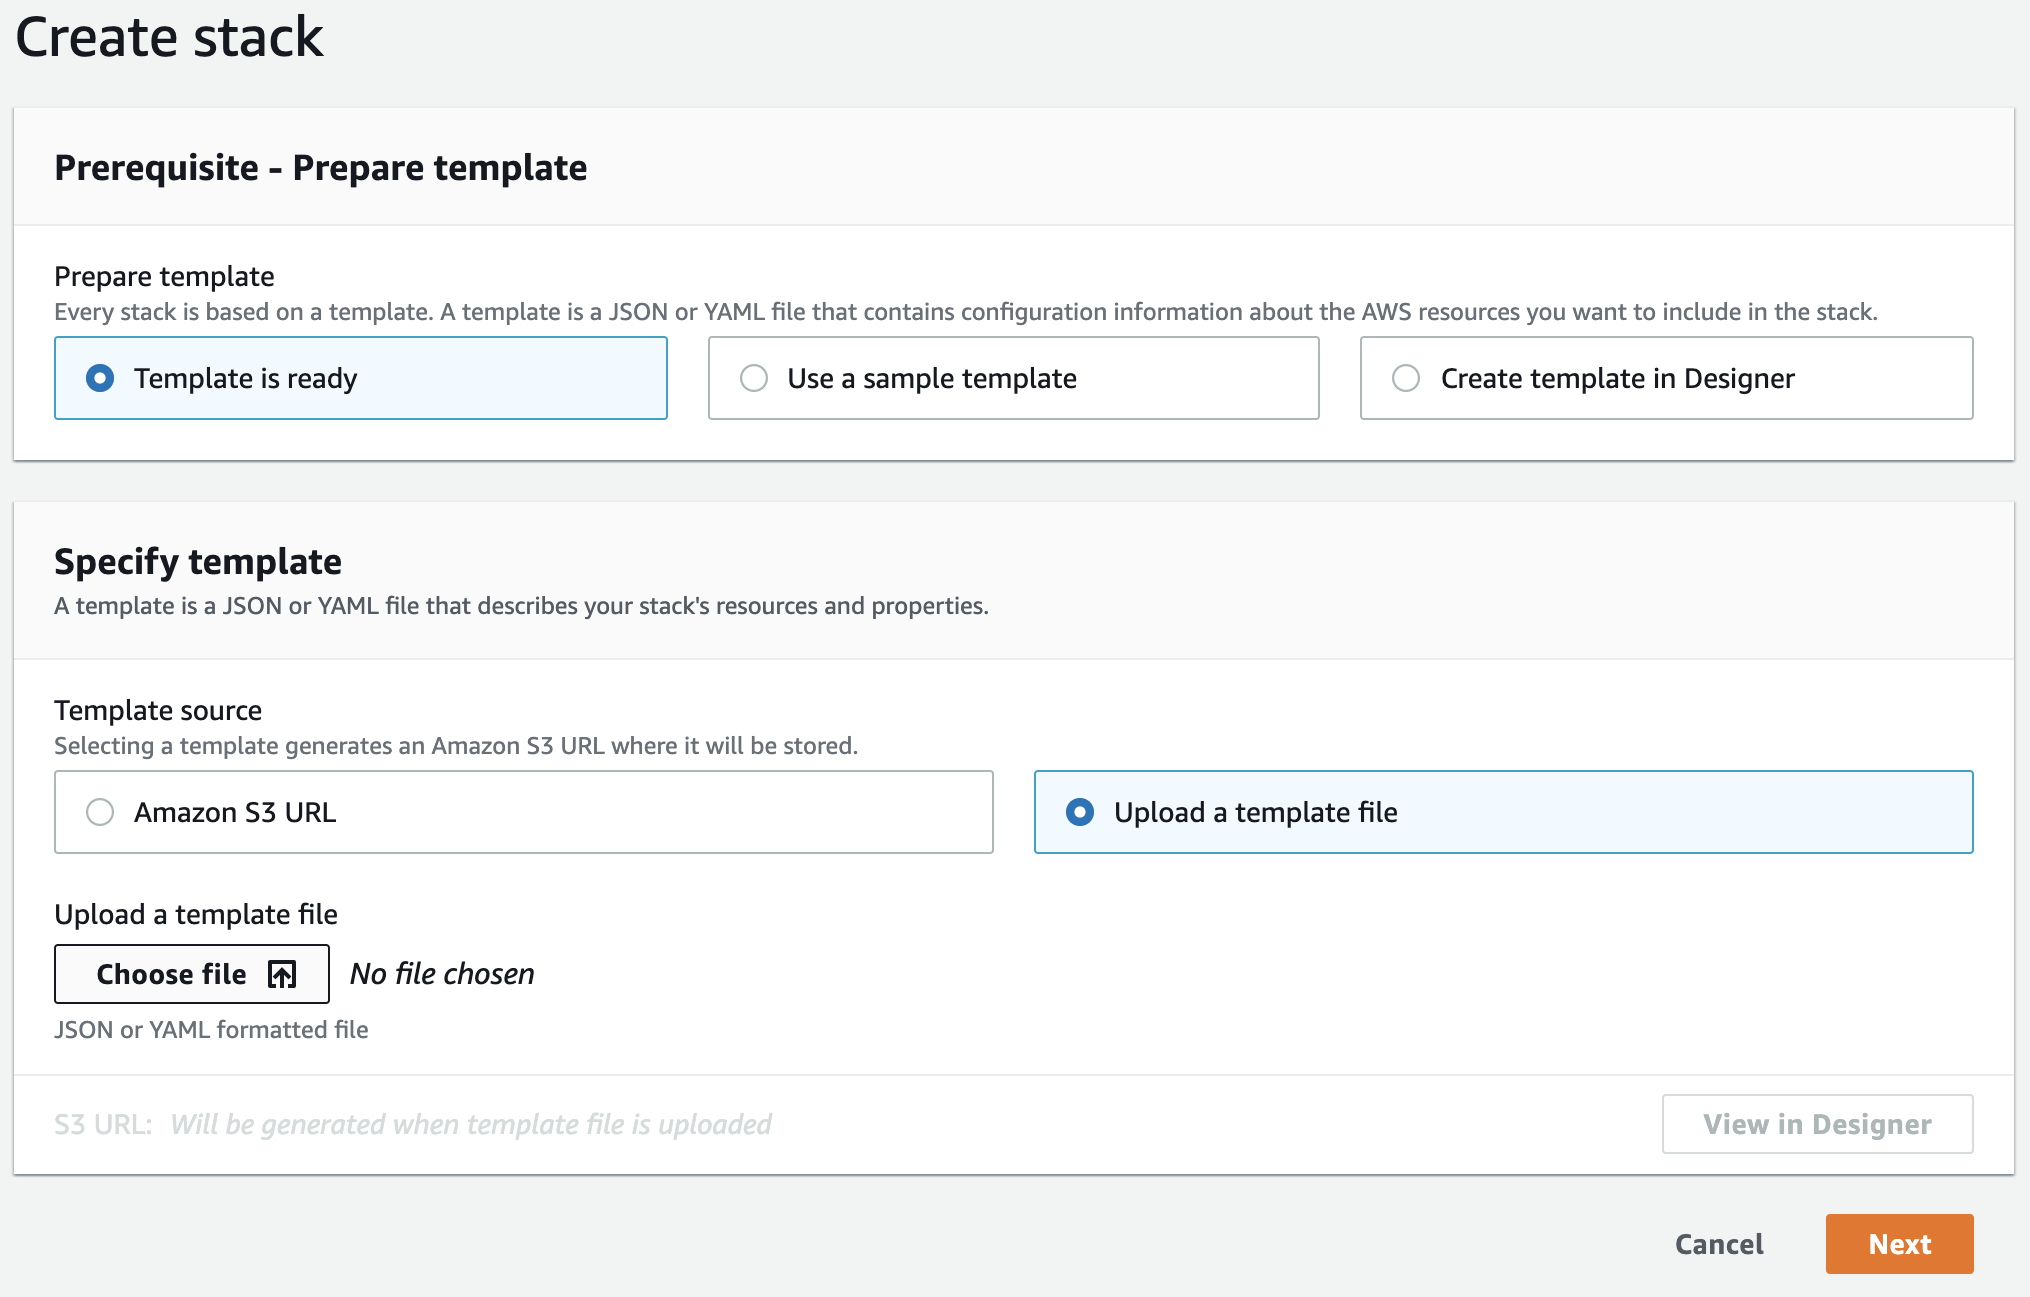 Create stack
Prerequisite - Prepare template
Prepare template
Every stack is based on a template. A template is a JSON or YAML file that contains configuration information about the AWS resources you want to include in the stack.
Template is ready
Use a sample template
Create template in Designer
Specify template
A template is a JSON or YAML file that describes your stack's resources and properties.
Template source
Selecting a template generates an Amazon S3 URL where it will be stored.
Amazon S3 URL
Upload a template file
Upload a template file
Choose file
No file chosen
JSON or YAML formatted file
S3 URL: Will be generated when template file is uploaded
View in Designer
Cancel
Next